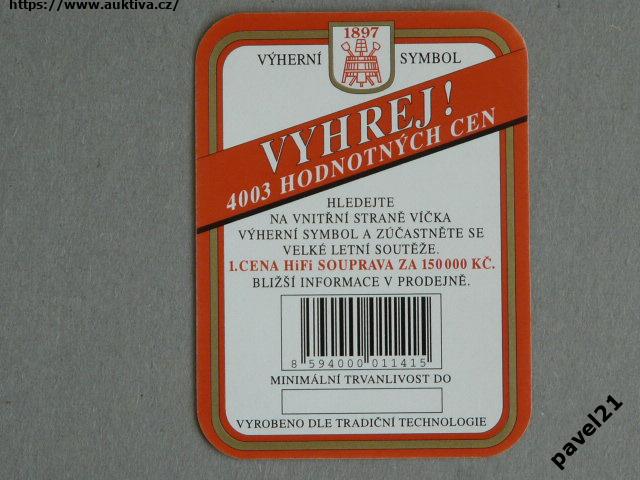 https://www.auktiva.cz/
1897
VÝHERNÍ SYMBOL
VYHREJ!
4003 HODNOTNÝCH CEN
HLEDEJTE
NA VNITŘNÍ STRANĚ VÍČKA
VÝHERNÍ SYMBOL A ZÚČASTNĚTE SE
VELKÉ LETNÍ SOUTĚŽE.
1.CENA HiFi SOUPRAVA ZA 150000 KČ.
BLIŽŠÍ INFORMACE V PRODEJNĚ.
8 594000 011415
MINIMÁLNÍ TRVANLIVOST DO
VYROBENO DLE TRADIČNÍ TECHNOLOGIE
pavel21